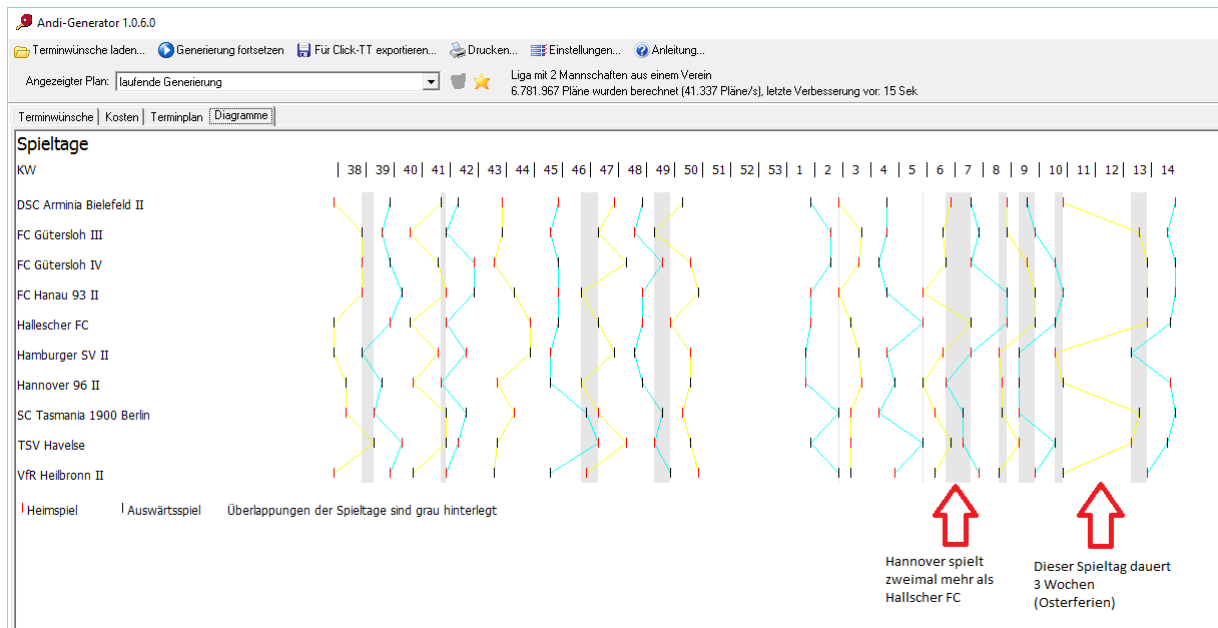 Andi-Generator 1.0.6.0
Terminwünsche laden... Generierung fortsetzen Für Click-TT exportieren... Drucken... Einstellungen... Anleitung...
Angezeigter Plan: laufende Generierung
Liga mit 2 Mannschaften aus einem Verein
6.781.967 Pläne wurden berechnet (41.337 Pläne/s), letzte Verbesserung vor: 15 Sek
Terminwünsche Kosten Terminplan Diagramme
Spieltage
KW | 38 | 39 | 40 | 41 | 42 | 43 | 44 | 45 | 46 | 47 | 48 | 49 | 50 | 51 | 52 | 53 | 1 | 2 | 3 | 4 | 5 | 6 | 7 | 8 | 9 | 10 | 11 | 12 | 13 | 14
DSC Arminia Bielefeld II
FC Gütersloh III
FC Gütersloh IV
FC Hanau 93 II
Hallescher FC
Hamburger SV II
Hannover 96 II
SC Tasmania 1900 Berlin
TSV Havelse
VfR Heilbronn II
Heimspiel Auswärtsspiel Überlappungen der Spieltage sind grau hinterlegt
Hannover spielt
zweimal mehr als
Hallscher FC
Dieser Spieltag dauert
3 Wochen
(Osterferien)